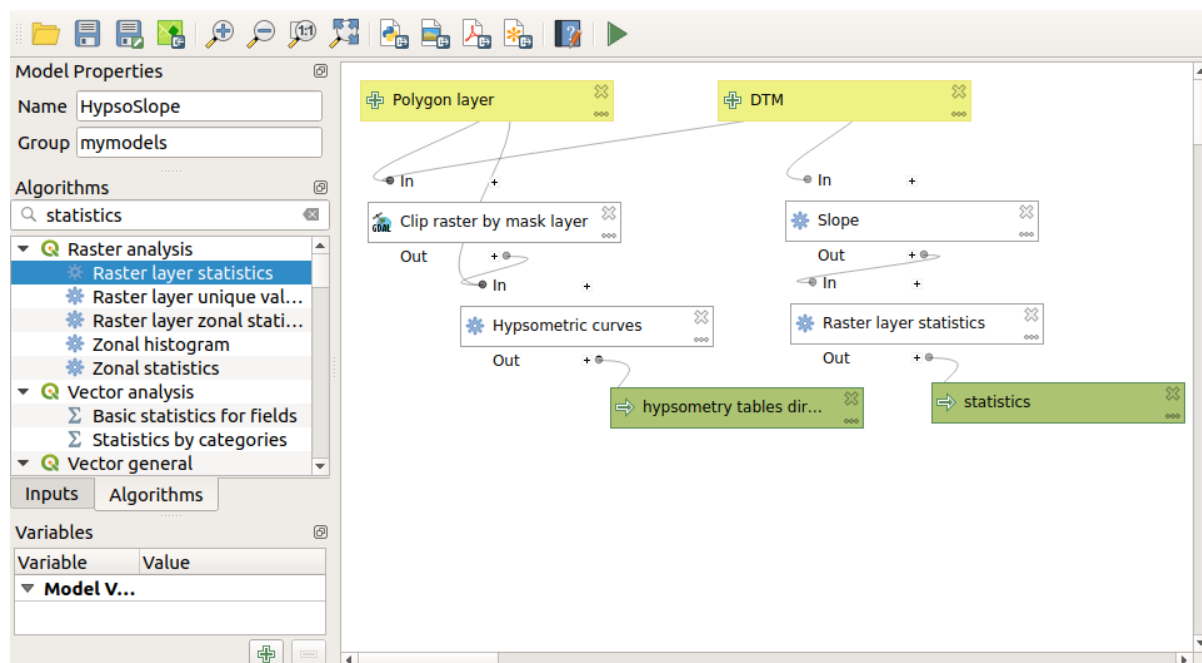 1:1
Model Properties
Name HypsoSlope
Group mymodels
Algorithms
statistics
Raster analysis
Raster layer statistics
Raster layer unique val...
Raster layer zonal stati...
Zonal histogram
Zonal statistics
Vector analysis
Σ Basic statistics for fields
Σ Statistics by categories
Vector general
Inputs Algorithms
Variables
Variable Value
Model V...
Polygon layer
DTM
In +
In +
GDAL Clip raster by mask layer
Slope
Out +
Out +
In +
In +
Hypsometric curves
Raster layer statistics
Out +
Out +
hypsometry tables dir...
statistics